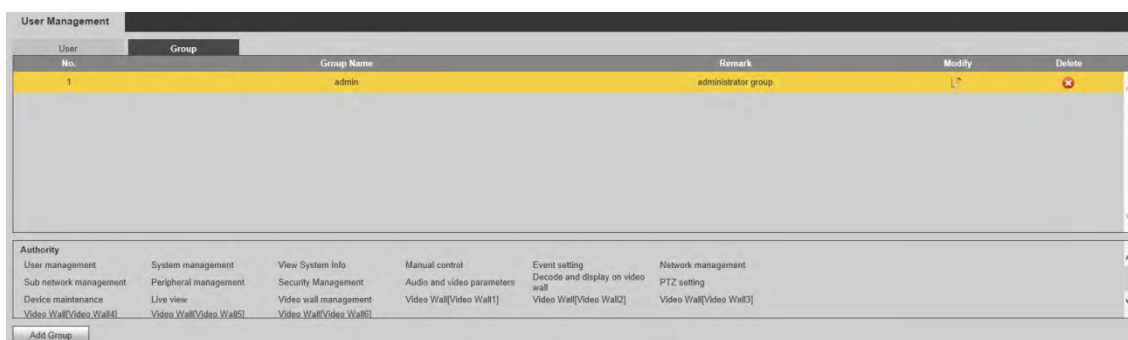 User Management
User Group
No. Group Name Remark Modify Delete
1 admin administrator group
Authority
User management System management View System Info Manual control Event setting Network management
Sub network management Peripheral management Security Management Audio and video parameters Decode and display on video wall PTZ setting
Device maintenance Live view Video wall management Video Wall[Video Wall1] Video Wall[Video Wall2] Video Wall[Video Wall3]
Video Wall[Video Wall4] Video Wall[Video Wall5] Video Wall[Video Wall6]
Add Group